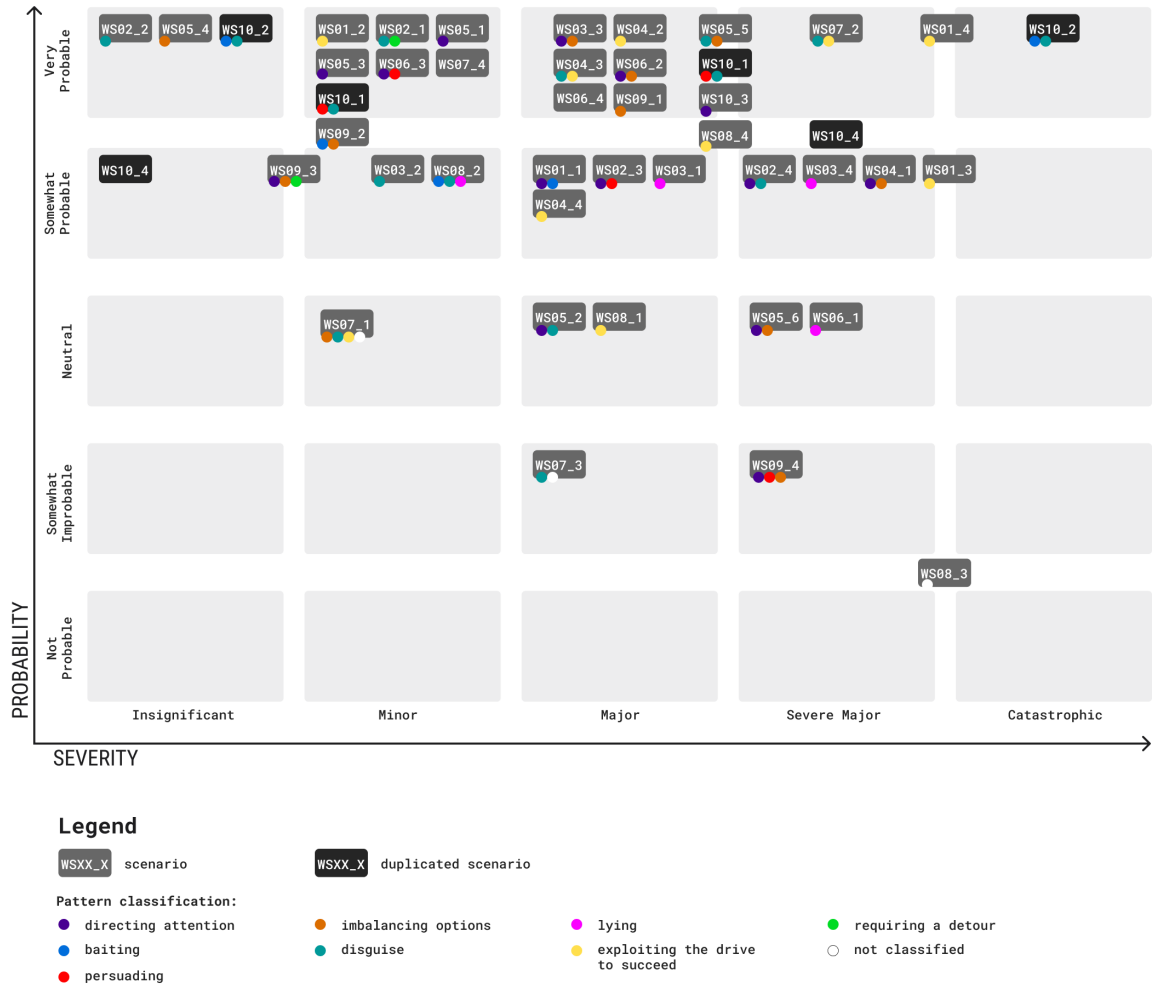 WS02_2 WS05_4 WS10_2 WS01_2 WS02_1 WS05_1 WS03_3 WS04_2 WS05_5 WS07_2 WS01_4 WS10_2
Very
Probable
WS05_3 WS06_3 WS07_4 WS04_3 WS06_2 WS10_1
WS10_1 WS06_4 WS09_1 WS10_3
WS09_2 WS08_4 WS10_4
Somewhat
Probable
WS10_4 WS09_3 WS03_2 WS08_2 WS01_1 WS02_3 WS03_1 WS02_4 WS03_4 WS04_1 WS01_3
WS04_4
Neutral
WS07_1 WS05_2 WS08_1 WS05_6 WS06_1
Somewhat
Improbable
WS07_3 WS09_4
WS08_3
Not
Probable
PROBABILITY
Insignificant Minor Major Severe Major Catastrophic
SEVERITY
Legend
WSXX_X scenario WSXX_X duplicated scenario
Pattern classification:
directing attention imbalancing options lying requiring a detour
baiting disguise exploiting the drive not classified
to succeed
persuading